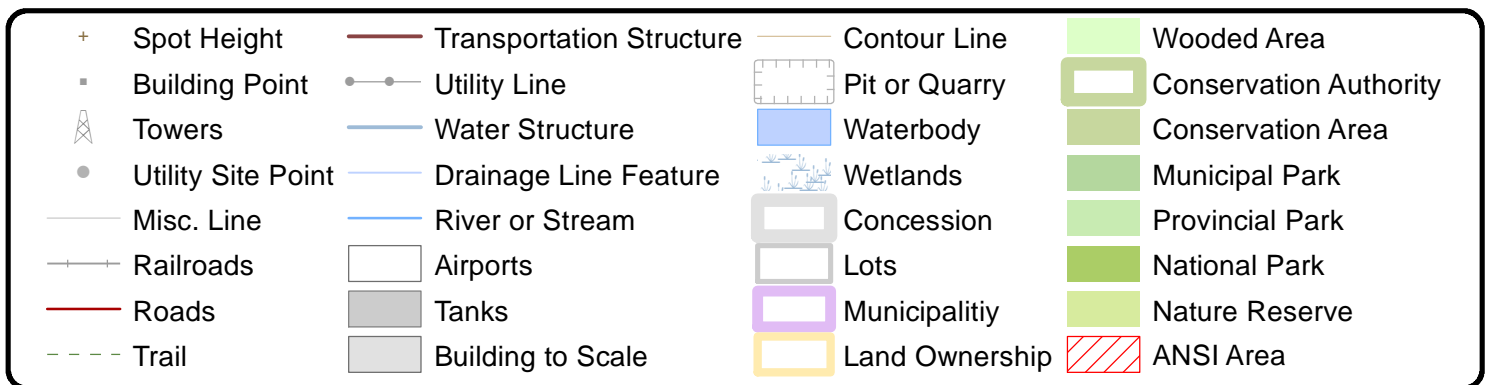 Spot Height
Building Point
Towers
Utility Site Point
Misc. Line
Railroads
Roads
Trail
Transportation Structure
Utility Line
Water Structure
Drainage Line Feature
River or Stream
Airports
Tanks
Building to Scale
Contour Line
Pit or Quarry
Waterbody
Wetlands
Concession
Lots
Municipalitiy
Land Ownership
Wooded Area
Conservation Authority
Conservation Area
Municipal Park
Provincial Park
National Park
Nature Reserve
ANSI Area